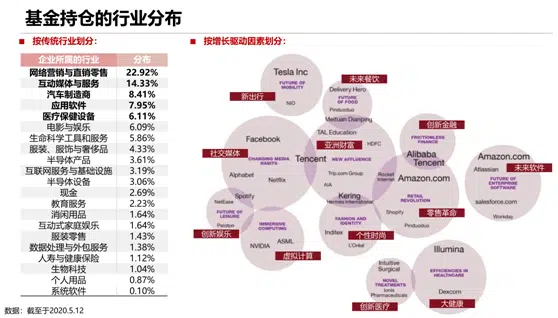 基金持仓的行业分布
按传统行业划分：
企业所属的行业 分布
网络营销与直销零售 22.92%
互动媒体与服务 14.33%
汽车制造商 8.41%
应用软件 7.95%
医疗保健设备 6.11%
电影与娱乐 6.09%
生命科学工具和服务 5.86%
服装、服饰与奢侈品 4.33%
半导体产品 3.61%
互联网服务与基础设施 3.19%
半导体设备 3.06%
现金 2.69%
教育服务 2.23%
消闲用品 1.64%
互动式家庭娱乐 1.64%
服装零售 1.43%
数据处理与外包服务 1.38%
人寿与健康保险 1.12%
生物科技 1.04%
个人用品 0.87%
系统软件 0.10%
数据：截至2020.5.12
按增长驱动因素划分：
Tesla Inc
FUTURE OF
MOBILITY
NIO
新出行
未来餐饮
Delivery Hero
FUTURE OF
FOOD
Pinduoduo
Meituan Dianping
TAL Education
HDFC
亚洲财富
Tencent
NEW AFFLUENCE
Trip.com Group
AIA
创新金融
FRICTIONLESS
FINANCE
Alibaba
Tencent
社交媒体
Facebook
CHANGING MEDIA
HABITS
Alphabet
Netflix
Rocket
Internet
Amazon.com
RETAIL
REVOLUTION
Shopify
Pinduoduo
零售革命
Amazon.com
未来软件
Atlassian
FUTURE OF
ENTERPRISE
SOFTWARE
salesforce.com
Workday
Kering
Hermès International
FASHION AND
IDENTITY
Inditex
L'Oréal
个性时尚
Spotify
NetEase
FUTURE OF
LEISURE
Peloton
创新娱乐
IMMERSIVE
COMPUTING
NVIDIA
ASML
虚拟计算
Intuitive
Surgical
NOVEL
TREATMENTS
Ionis
Pharmaceuticals
创新医疗
Illumina
EFFICIENCIES IN
HEALTHCARE
Dexcom
大健康